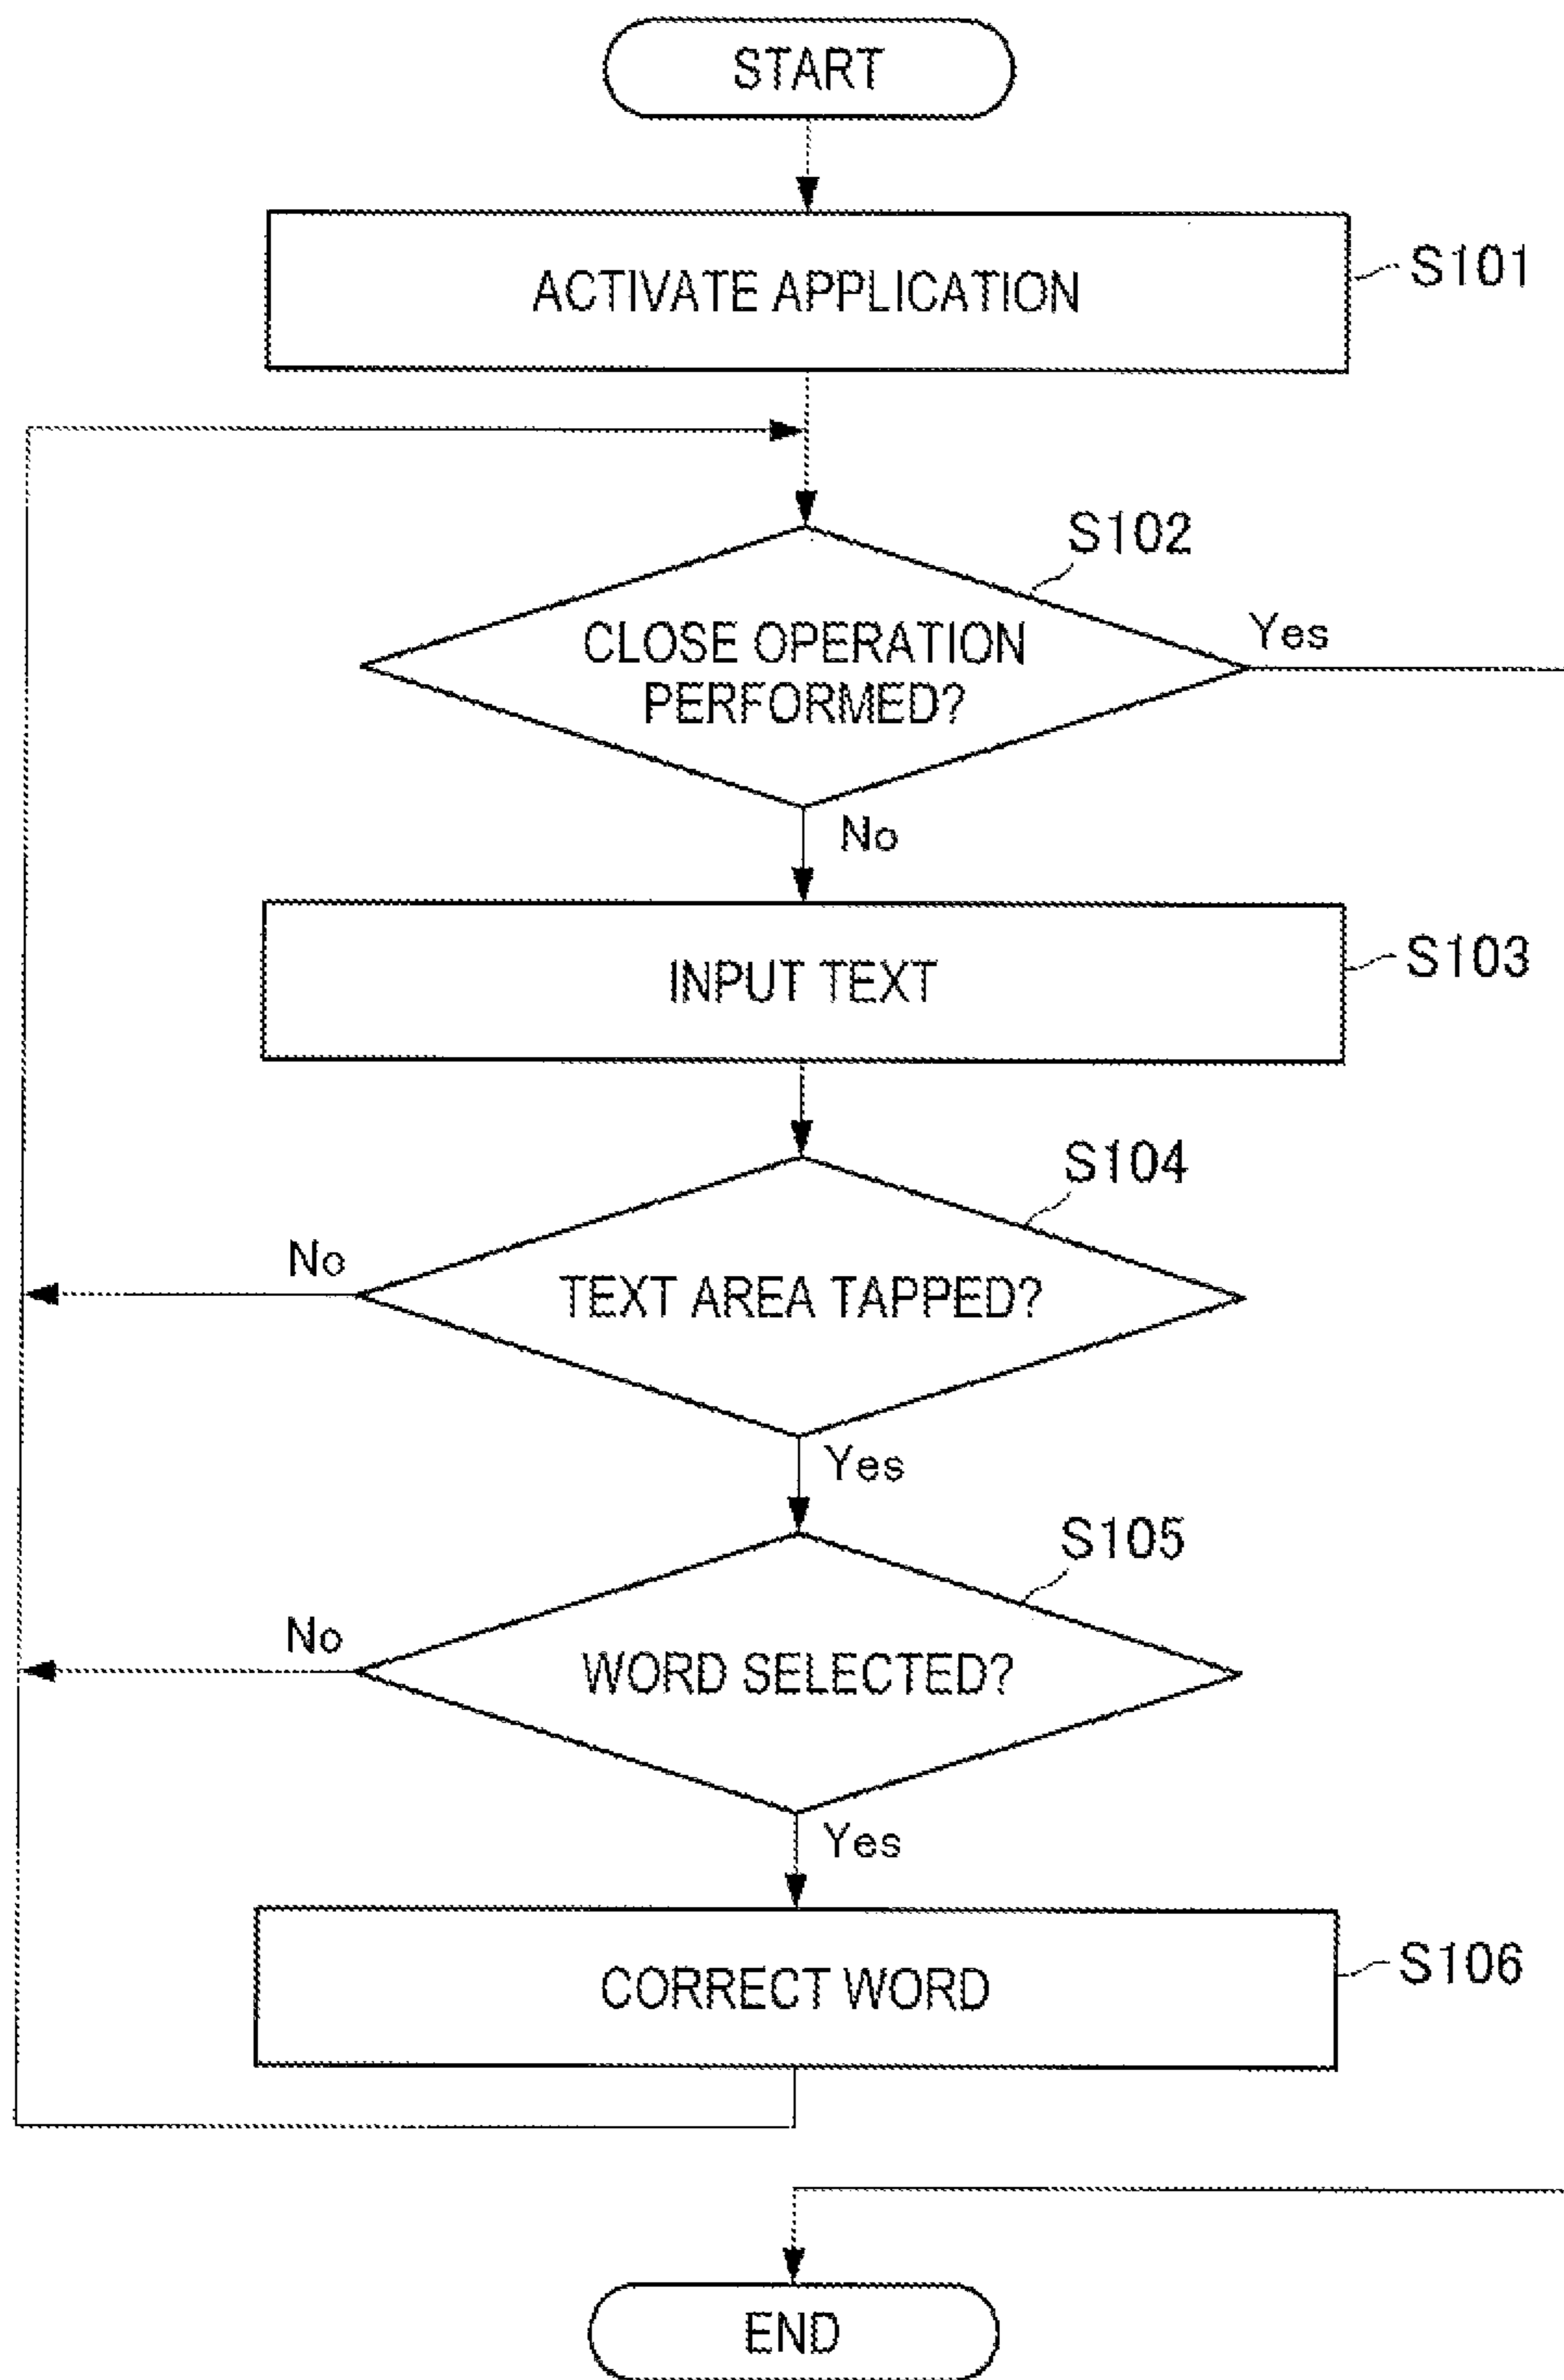 START
ACTIVATE APPLICATION
S101
S102
CLOSE OPERATION
PERFORMED?
Yes
No
INPUT TEXT
S103
S104
No
TEXT AREA TAPPED?
Yes
S105
No
WORD SELECTED?
Yes
CORRECT WORD
S106
END